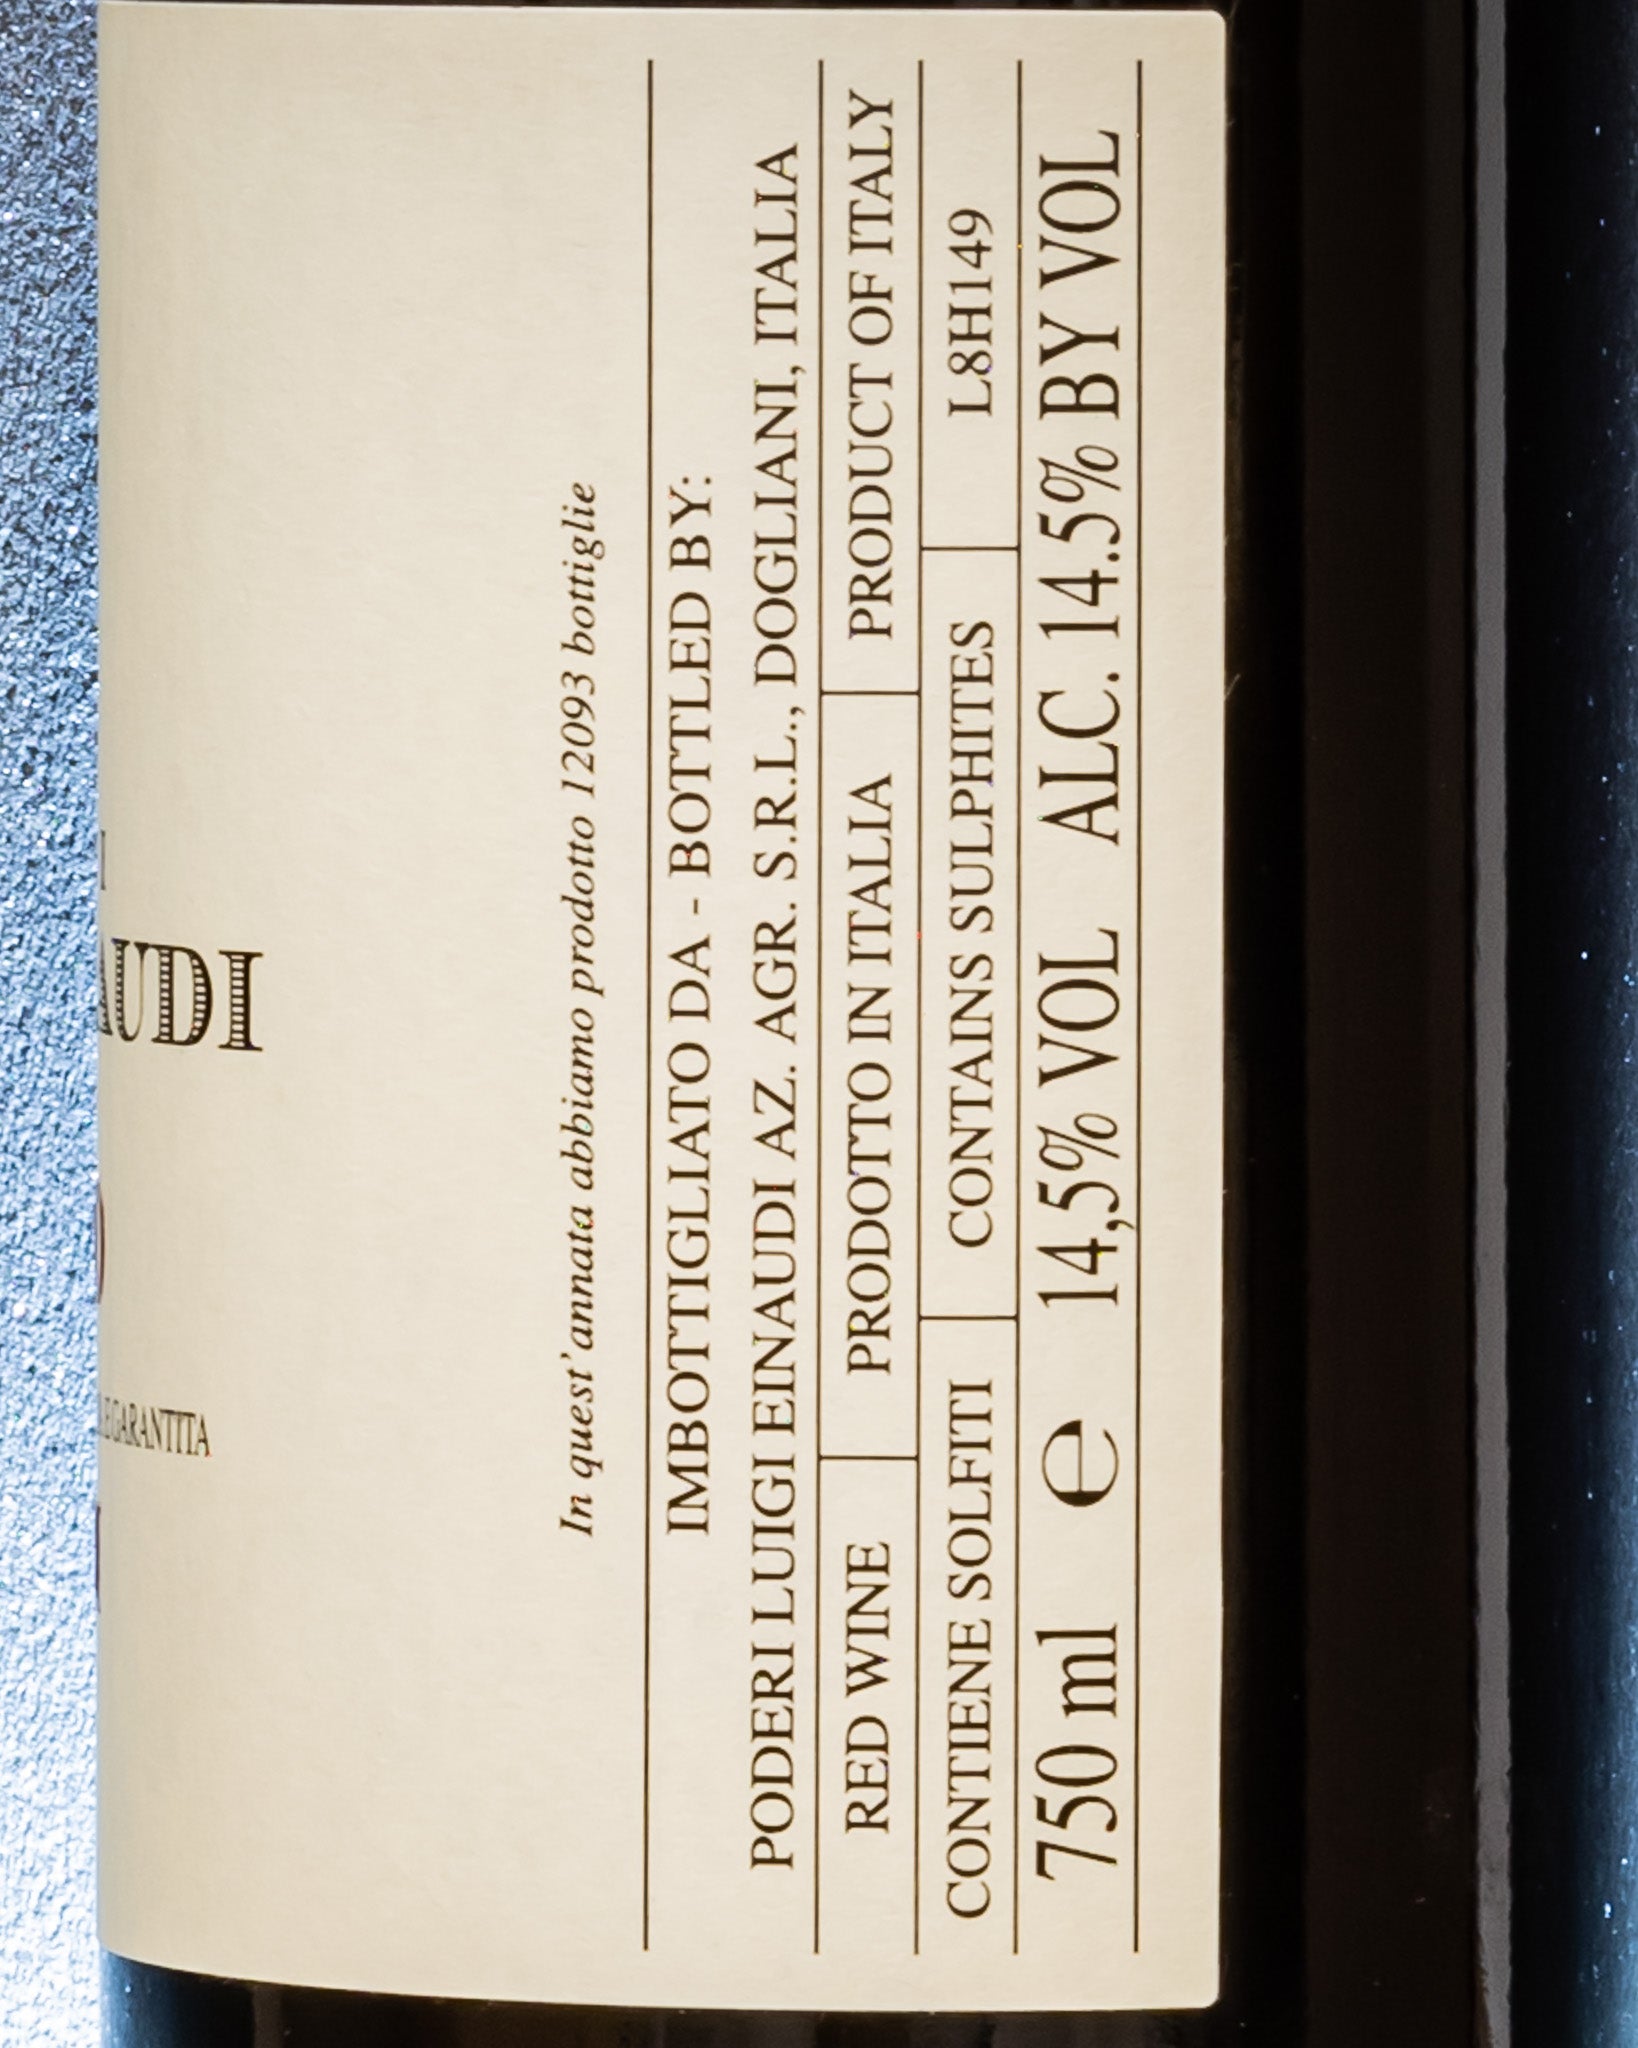 AUDI
GARANTITA
In quest'annata abbiamo prodotto 12093 bottiglie
IMBOTTIGLIATO DA - BOTTLED BY:
PODERI LUIGI EINAUDI AZ. AGR. S.R.L., DOGLIANI, ITALIA
RED WINE PRODOTTO IN ITALIA PRODUCT OF ITALY
CONTIENE SOLFITI CONTAINS SULPHITES L8H149
750 ml ℮ 14,5% VOL ALC. 14.5% BY VOL